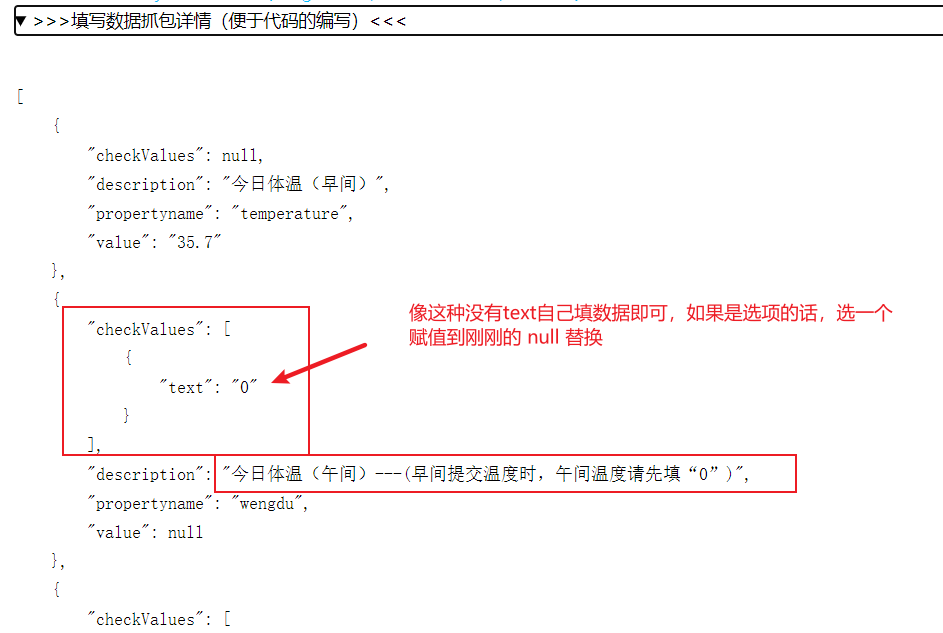 ▼ >>>填写数据抓包详情（便于代码的编写）<<<
[
{
"checkValues": null,
"description": "今日体温（早间）",
"propertyname": "temperature",
"value": "35.7"
},
{
"checkValues": [
{
"text": "0"
}
],
像这种没有text自己填数据即可，如果是选项的话，选一个
赋值到刚刚的 null 替换
"description": "今日体温（午间）---(早间提交温度时，午间温度请先填“0”)",
"propertyname": "wengdu",
"value": null
},
{
"checkValues": [